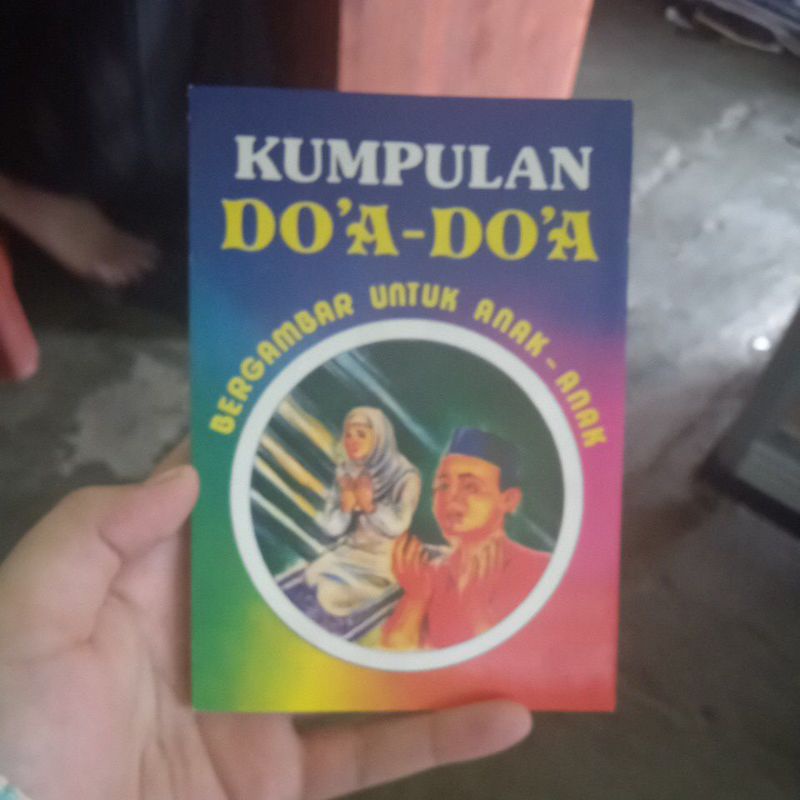 KUMPULAN
DO'A-DO'A
BERGAMBAR UNTUK ANAK-ANAK